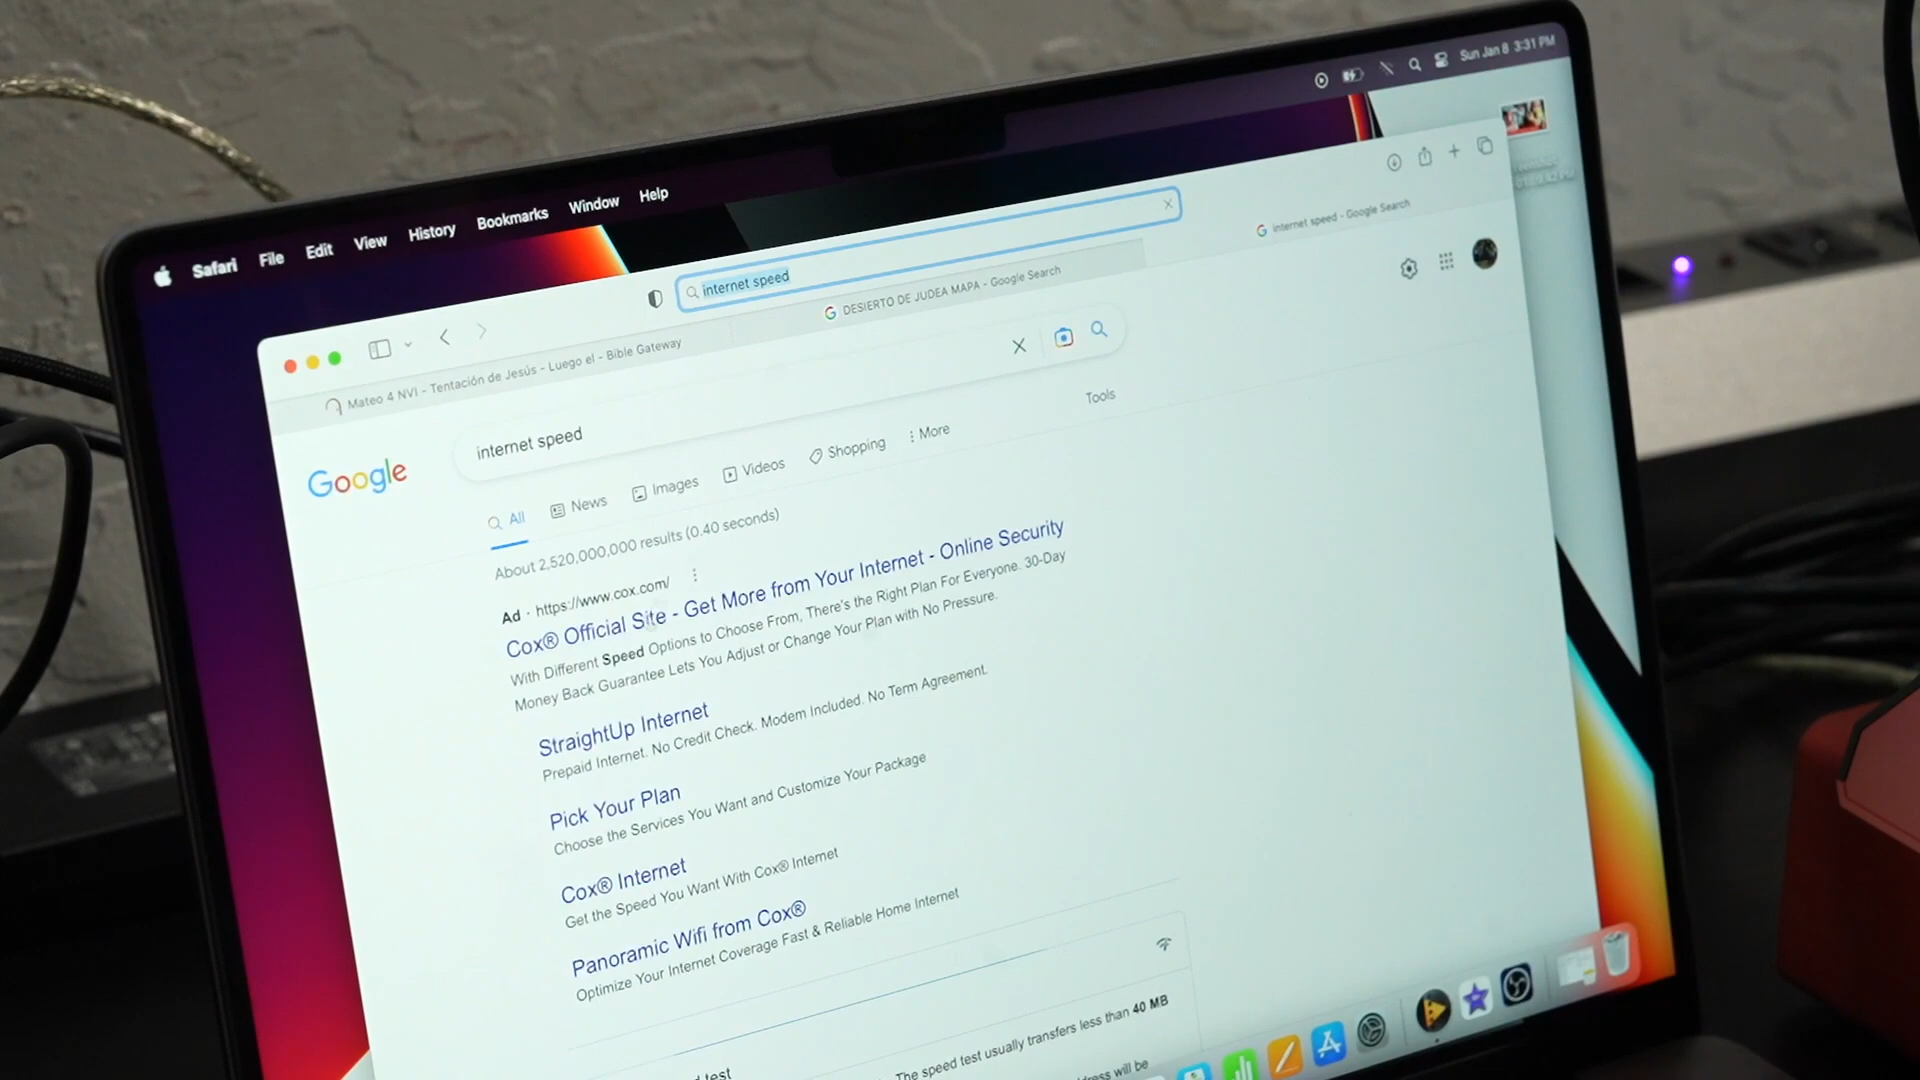 Safari File Edit View History Bookmarks Window Help
Sun Jan 8 3:31 PM
internet speed
Mateo 4 NVI - Tentación de Jesús - Luego el - Bible Gateway
DESIERTO DE JUDEA MAPA - Google Search
internet speed - Google Search
Google
internet speed
All News Images Videos Shopping More Tools
About 2,520,000,000 results (0.40 seconds)
Ad · https://www.cox.com/
Cox® Official Site - Get More from Your Internet - Online Security
With Different Speed Options to Choose From, There's the Right Plan For Everyone. 30-Day
Money Back Guarantee Lets You Adjust or Change Your Plan with No Pressure.
StraightUp Internet
Prepaid Internet. No Credit Check. Modem Included. No Term Agreement.
Pick Your Plan
Choose the Services You Want and Customize Your Package
Cox® Internet
Get the Speed You Want With Cox® Internet
Panoramic Wifi from Cox®
Optimize Your Internet Coverage Fast & Reliable Home Internet
test
The speed test usually transfers less than 40 MB
will be